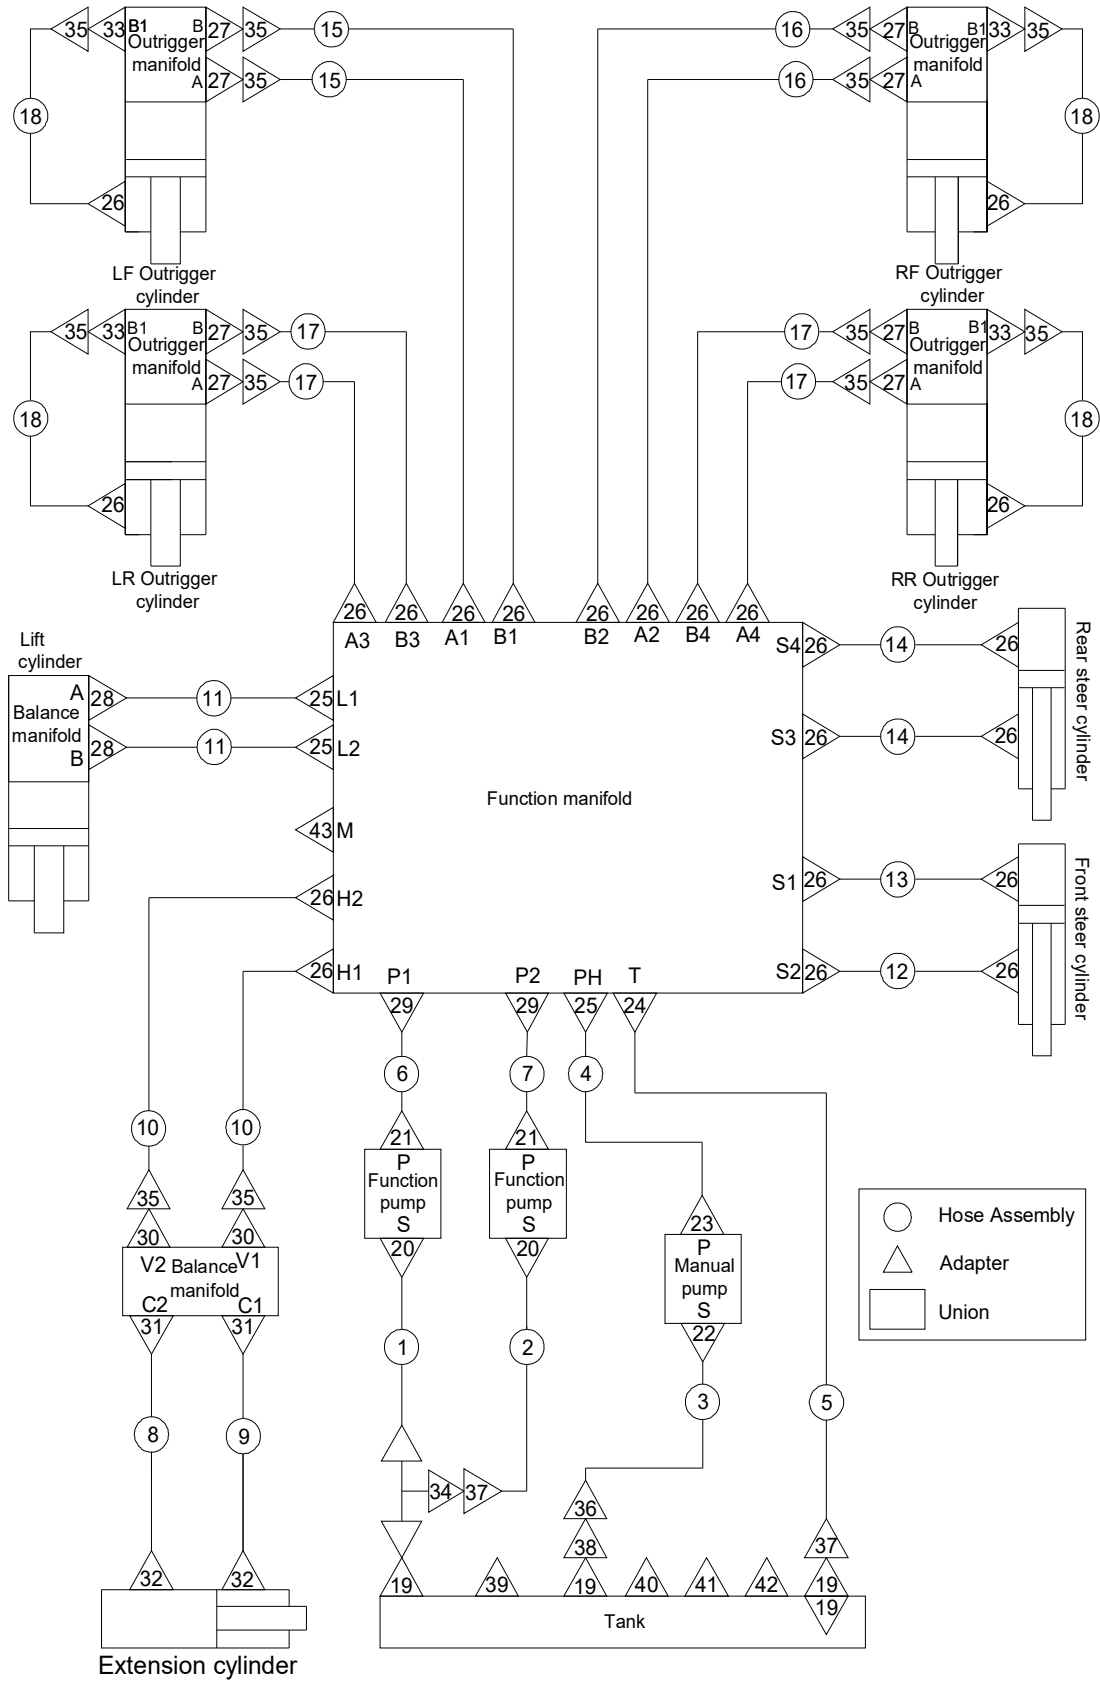 35 33 B1 B 27 35 15
Outrigger
manifold
A 27 35 15
18
26
LF Outrigger
cylinder
16 35 27 B B1 33 35
Outrigger
manifold
16 35 27 A
18
26
RF Outrigger
cylinder
35 33 B1 B 27 35 17
Outrigger
manifold
A 27 35 17
18
26
LR Outrigger
cylinder
17 35 27 B B1 33 35
Outrigger
manifold
17 35 27 A
18
26
RR Outrigger
cylinder
26 26 26 26 26 26 26 26
A3 B3 A1 B1 B2 A2 B4 A4
Lift
cylinder
A 28 11 25 L1
Balance
manifold
B 28 11 25 L2
43 M
26 H2
26 H1
Function manifold
S4 26 14 26
S3 26 14 26
Rear steer cylinder
S1 26 13 26
S2 26 12 26
Front steer cylinder
P1 P2 PH T
29 29 25 24
6 7 4
10 10
21 21
P
Function
pump
S
P
Function
pump
S
20 20
35 35
30 30
V2 Balance V1
manifold
C2 C1
31 31
23
P
Manual
pump
S
22
1 2 3 5
8 9
34 37
36
38
37
32 32
19 39 19 40 41 42 19
19
Tank
Extension cylinder
Hose Assembly
Adapter
Union